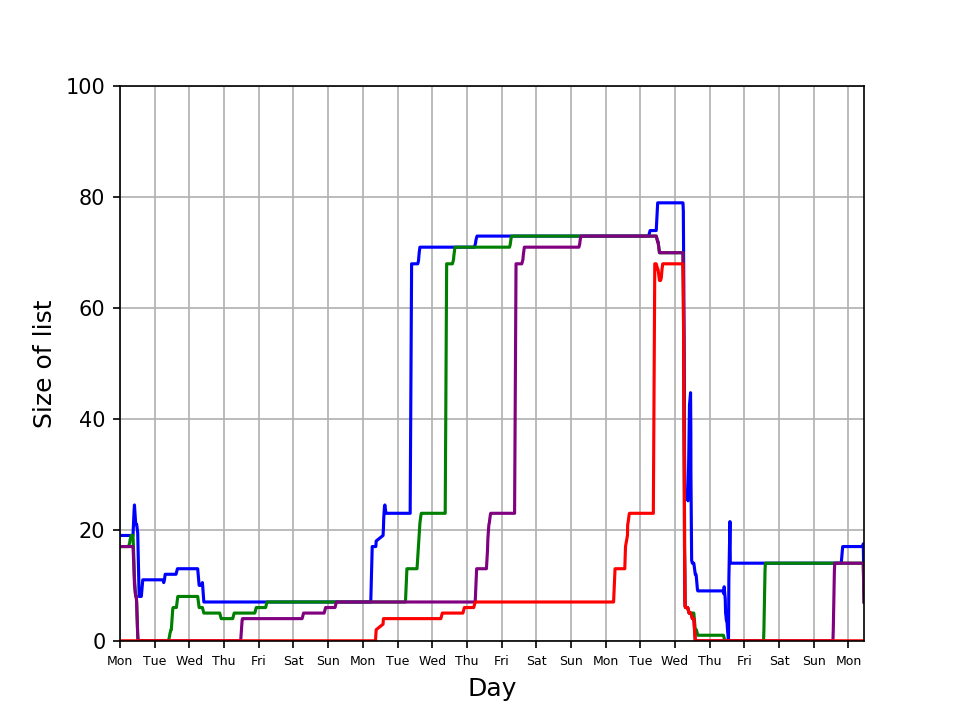 100
80
60
40
20
0
Size of list
Mon Tue Wed Thu Fri Sat Sun Mon Tue Wed Thu Fri Sat Sun Mon Tue Wed Thu Fri Sat Sun Mon
Day